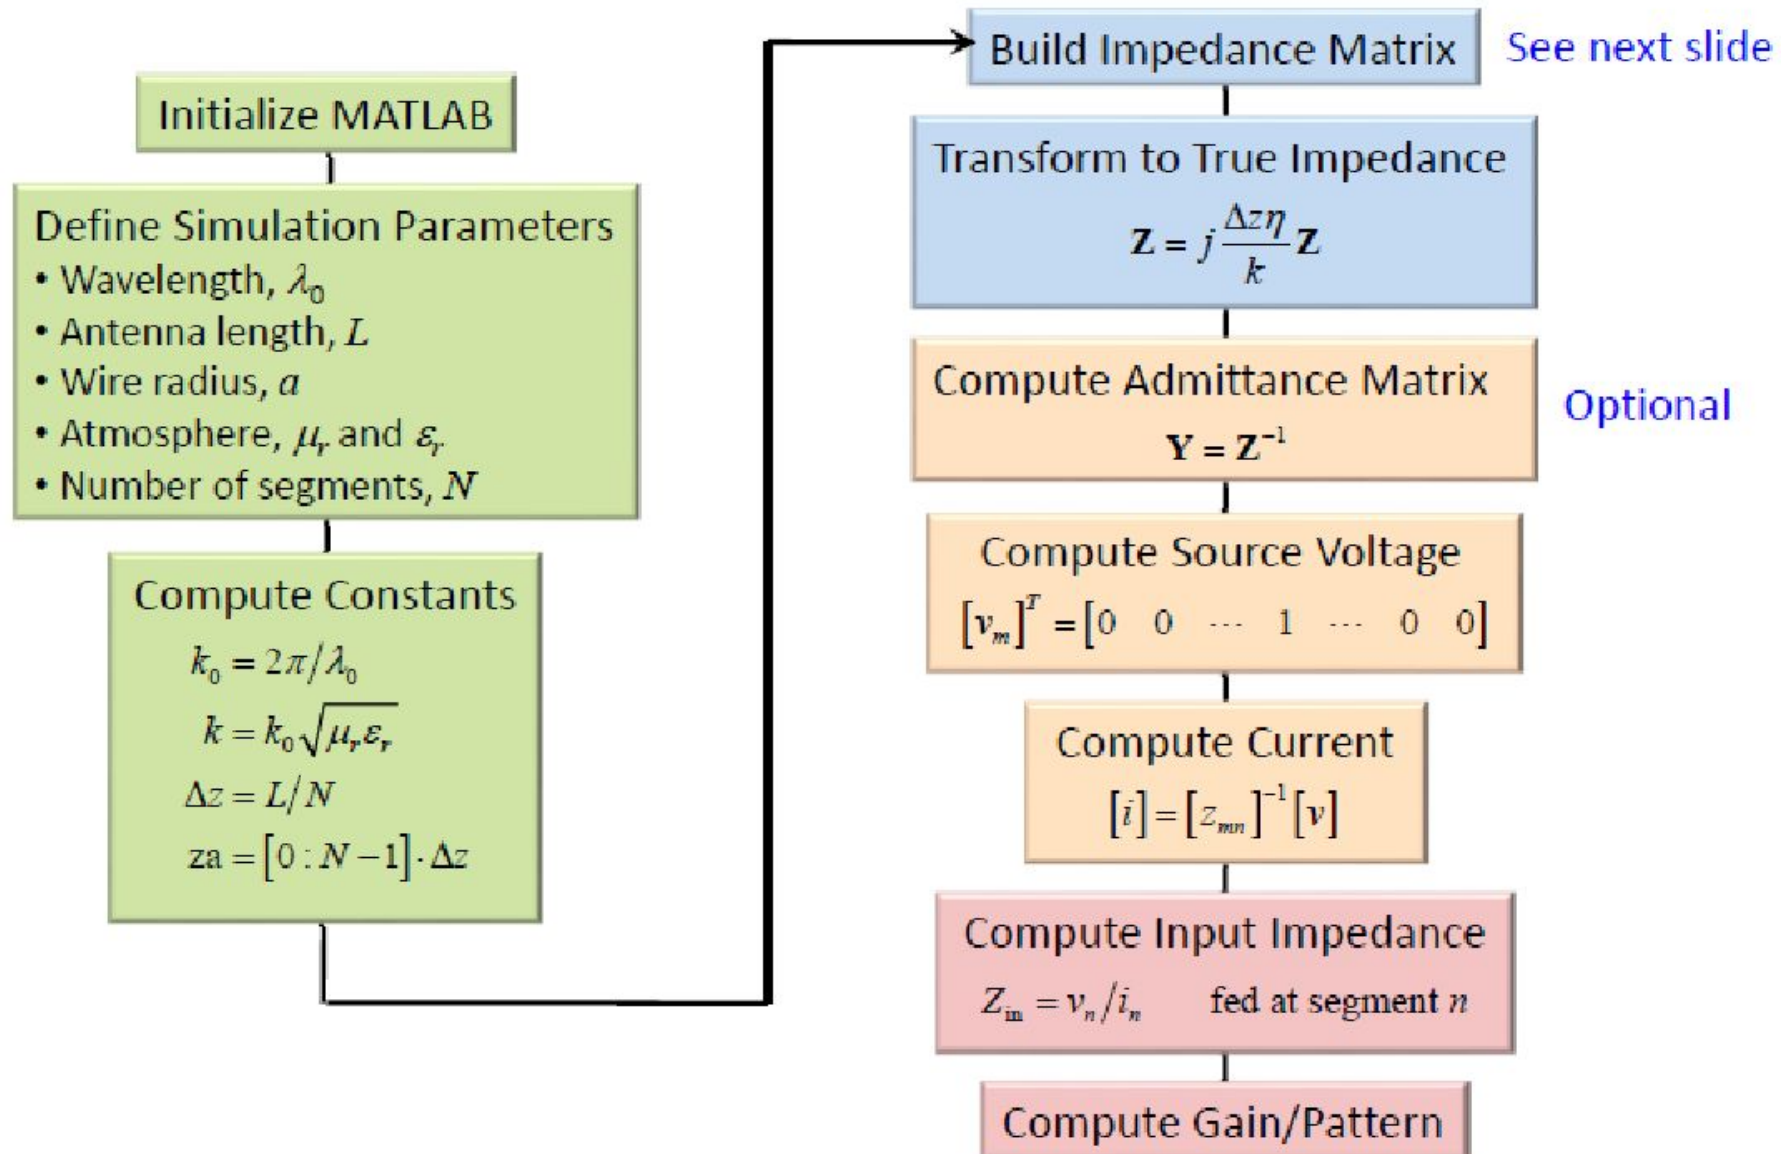 Initialize MATLAB
Define Simulation Parameters
• Wavelength, λ₀
• Antenna length, L
• Wire radius, a
• Atmosphere, μᵣ and εᵣ
• Number of segments, N
Compute Constants
k₀ = 2π/λ₀
k = k₀√(μᵣεᵣ)
Δz = L/N
za = [0 : N − 1] · Δz
Build Impedance Matrix
See next slide
Transform to True Impedance
Z = j (Δzη / k) Z
Compute Admittance Matrix
Y = Z⁻¹
Optional
Compute Source Voltage
[vₘ]ᵀ = [0 0 ⋯ 1 ⋯ 0 0]
Compute Current
[i] = [zₘₙ]⁻¹ [v]
Compute Input Impedance
Zᵢₙ = vₙ/iₙ fed at segment n
Compute Gain/Pattern